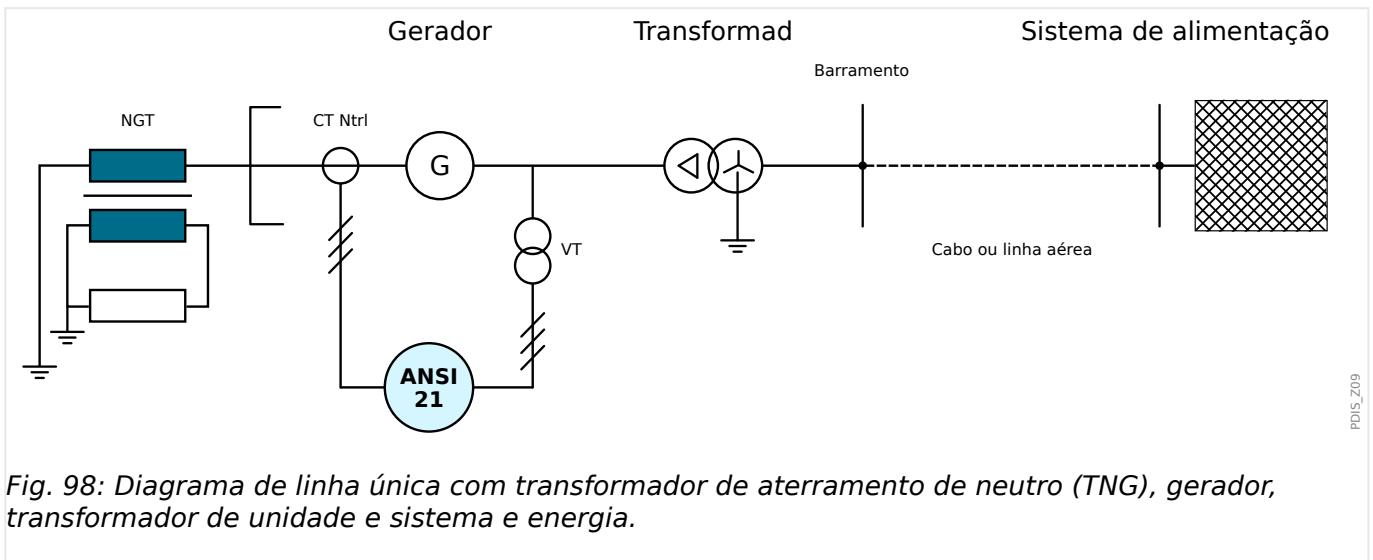 Gerador
Transformad
Sistema de alimentação
Barramento
NGT
CT Ntrl
G
VT
Cabo ou linha aérea
ANSI
21
PDIS_Z09
Fig. 98: Diagrama de linha única com transformador de aterramento de neutro (TNG), gerador,
transformador de unidade e sistema e energia.